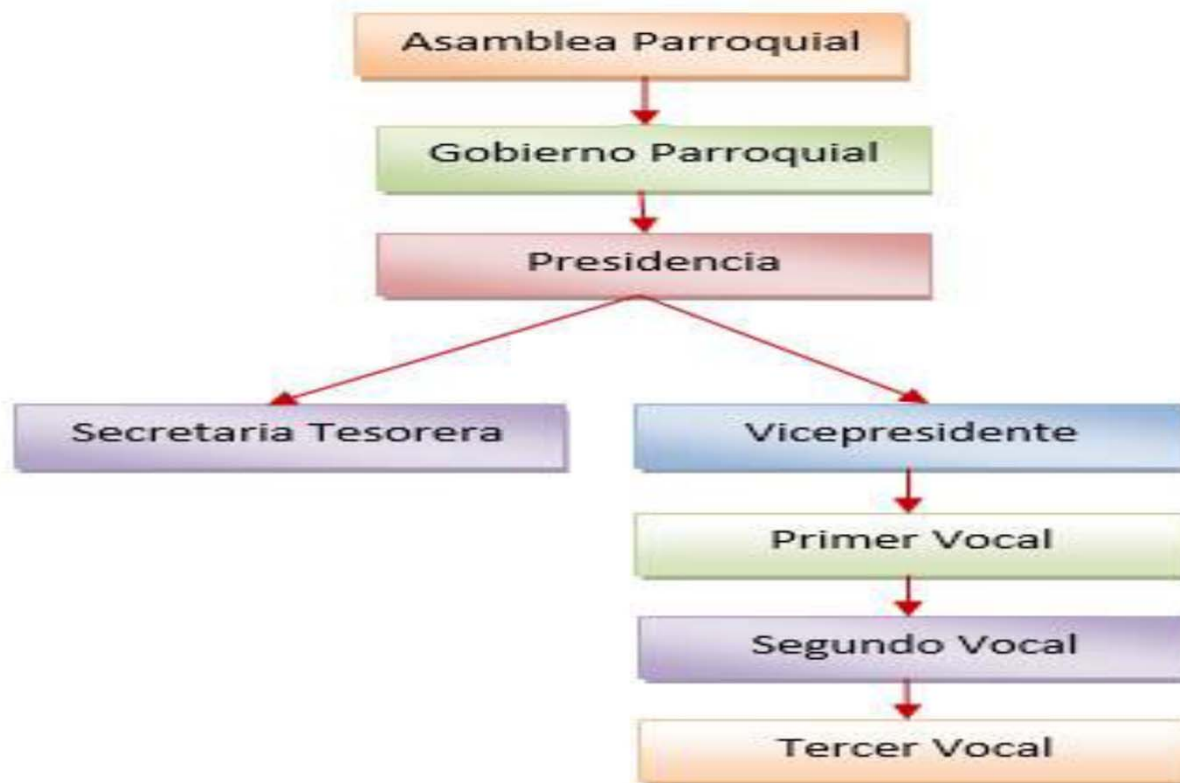 Asamblea Parroquial
Gobierno Parroquial
Presidencia
Secretaria Tesorera
Vicepresidente
Primer Vocal
Segundo Vocal
Tercer Vocal